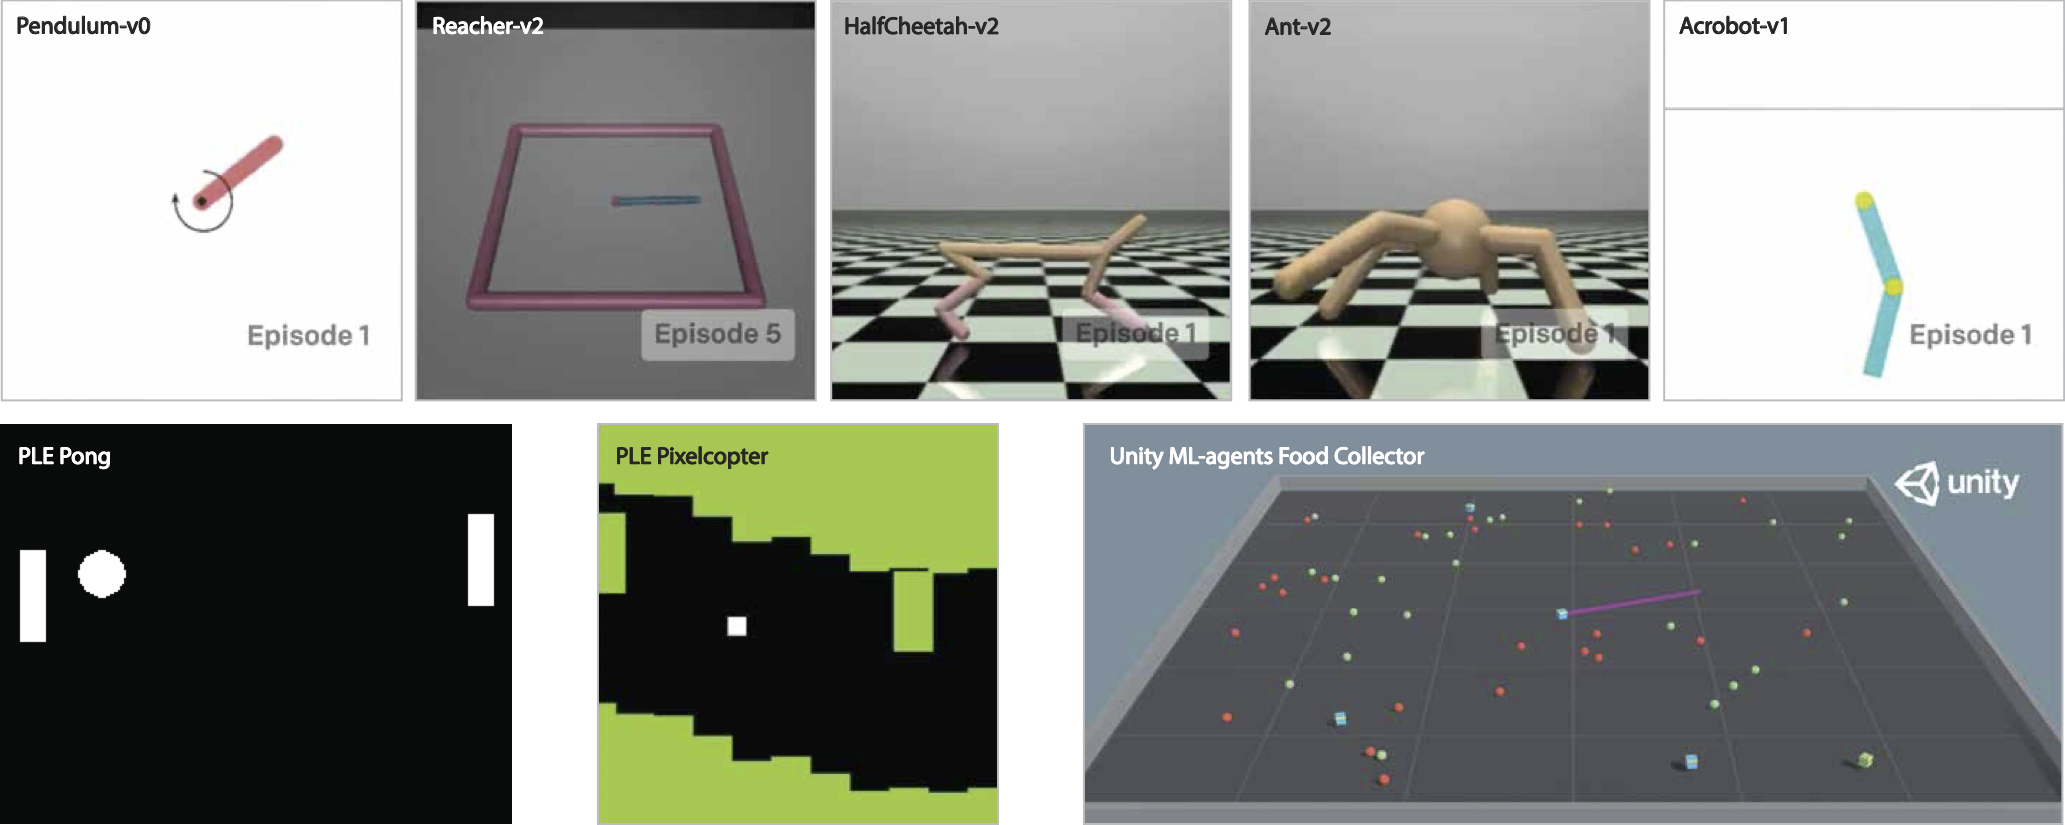 Pendulum-v0
Episode 1
Reacher-v2
Episode 5
HalfCheetah-v2
Episode 1
Ant-v2
Episode 1
Acrobot-v1
Episode 1
PLE Pong
PLE Pixelcopter
Unity ML-agents Food Collector
unity